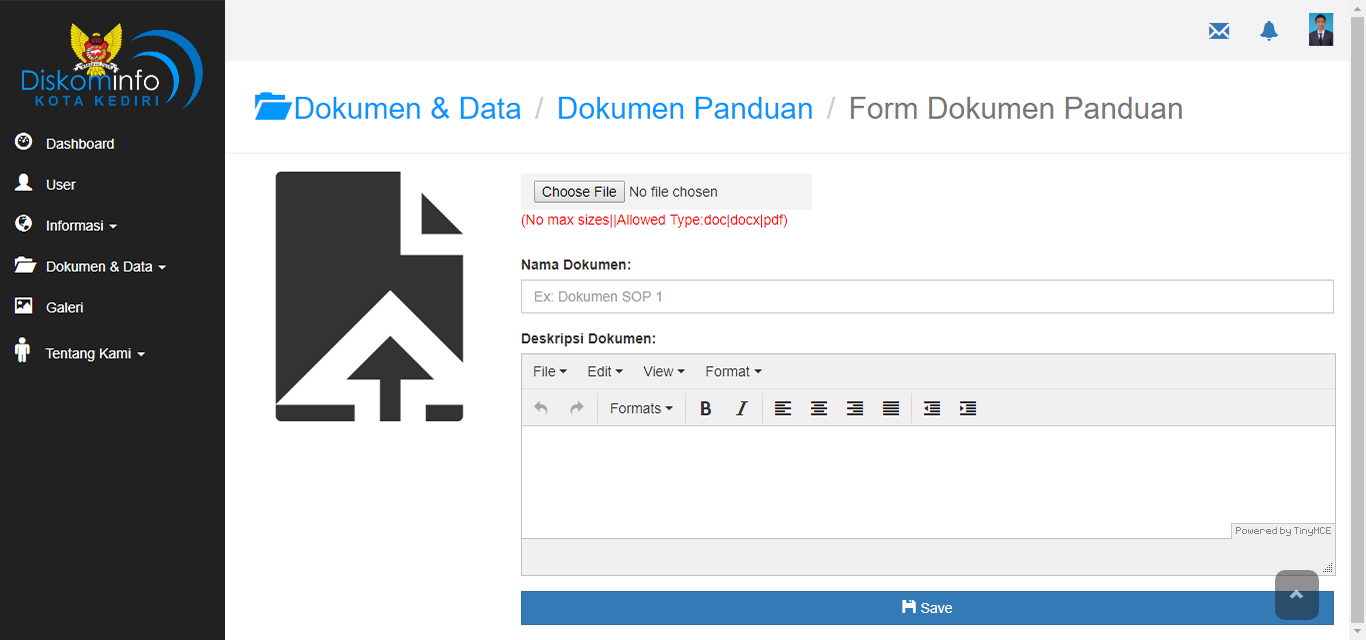 Diskominfo
KOTA KEDIRI
Dashboard
User
Informasi
Dokumen & Data
Galeri
Tentang Kami
Dokumen & Data / Dokumen Panduan / Form Dokumen Panduan
Choose File No file chosen
(No max sizes||Allowed Type:doc|docx|pdf)
Nama Dokumen:
Ex: Dokumen SOP 1
Deskripsi Dokumen:
File Edit View Format
Formats B I
Powered by TinyMCE
Save